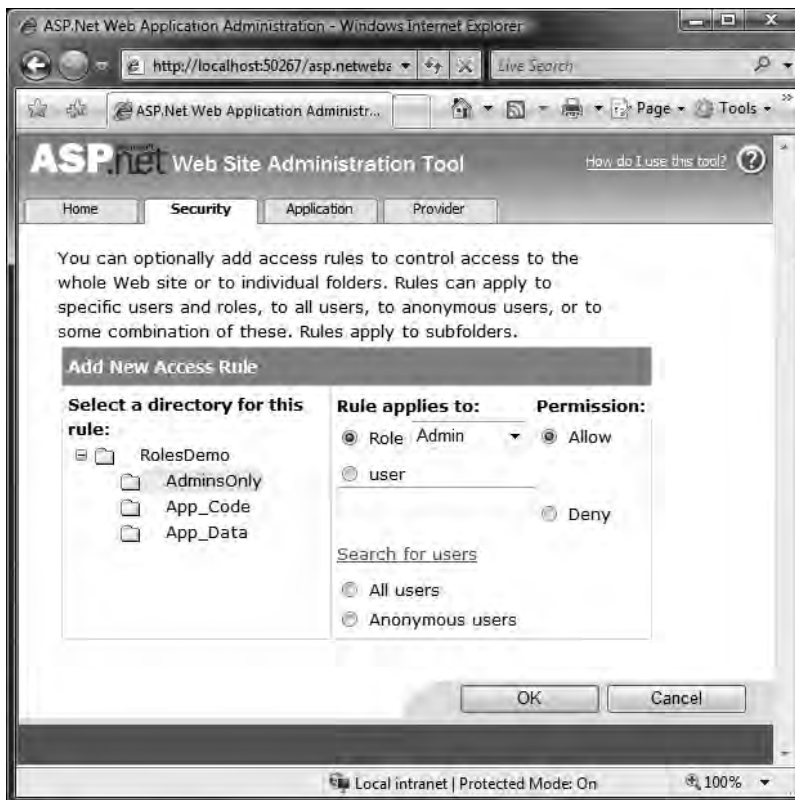 ASP.Net Web Application Administration - Windows Internet Explorer
http://localhost:50267/asp.netweba
Live Search
ASP.Net Web Application Administr...
Page
Tools
ASP.net Web Site Administration Tool
How do I use this tool? ?
Home
Security
Application
Provider
You can optionally add access rules to control access to the
whole Web site or to individual folders. Rules can apply to
specific users and roles, to all users, to anonymous users, or to
some combination of these. Rules apply to subfolders.
Add New Access Rule
Select a directory for this
rule:
RolesDemo
AdminsOnly
App_Code
App_Data
Rule applies to:
Role Admin
user
Search for users
All users
Anonymous users
Permission:
Allow
Deny
OK
Cancel
Local intranet | Protected Mode: On
100%